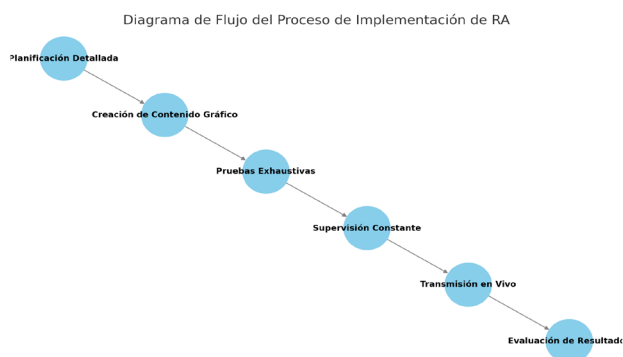 Diagrama de Flujo del Proceso de Implementación de RA
Planificación Detallada
Creación de Contenido Gráfico
Pruebas Exhaustivas
Supervisión Constante
Transmisión en Vivo
Evaluación de Resultado